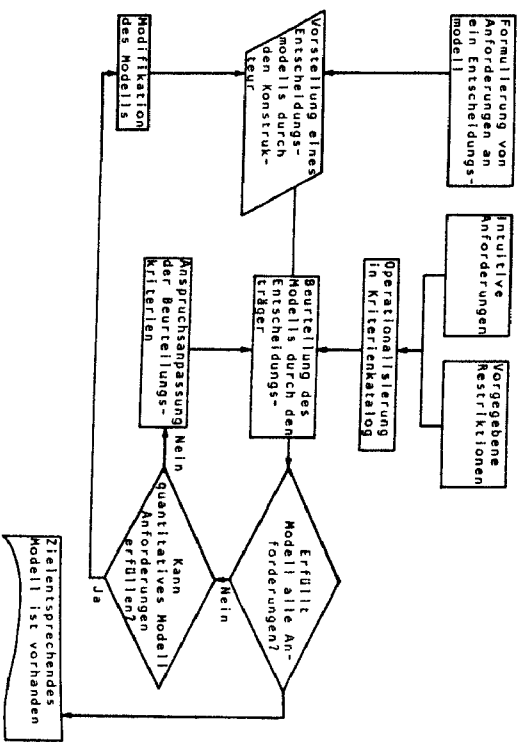 Formulierung von
Anforderungen an
ein Entscheidungs-
modell
Intuitive
Anforderungen
Vorgegebene
Restriktionen
Operationalisierung
in Kriterienkatalog
Vorstellung eines
Entscheidungs-
modells durch
den Konstruk-
teur
Beurteilung des
Modells durch den
Entscheidungs-
träger
Erfüllt
Modell alle An-
forderungen?
Nein
Modifikation
des Modells
Anspruchsanpassung
der Beurteilungs-
kriterien
Nein
Kann
quantitatives Modell
Anforderungen
erfüllen?
Ja
Zielentsprechendes
Modell ist vorhanden